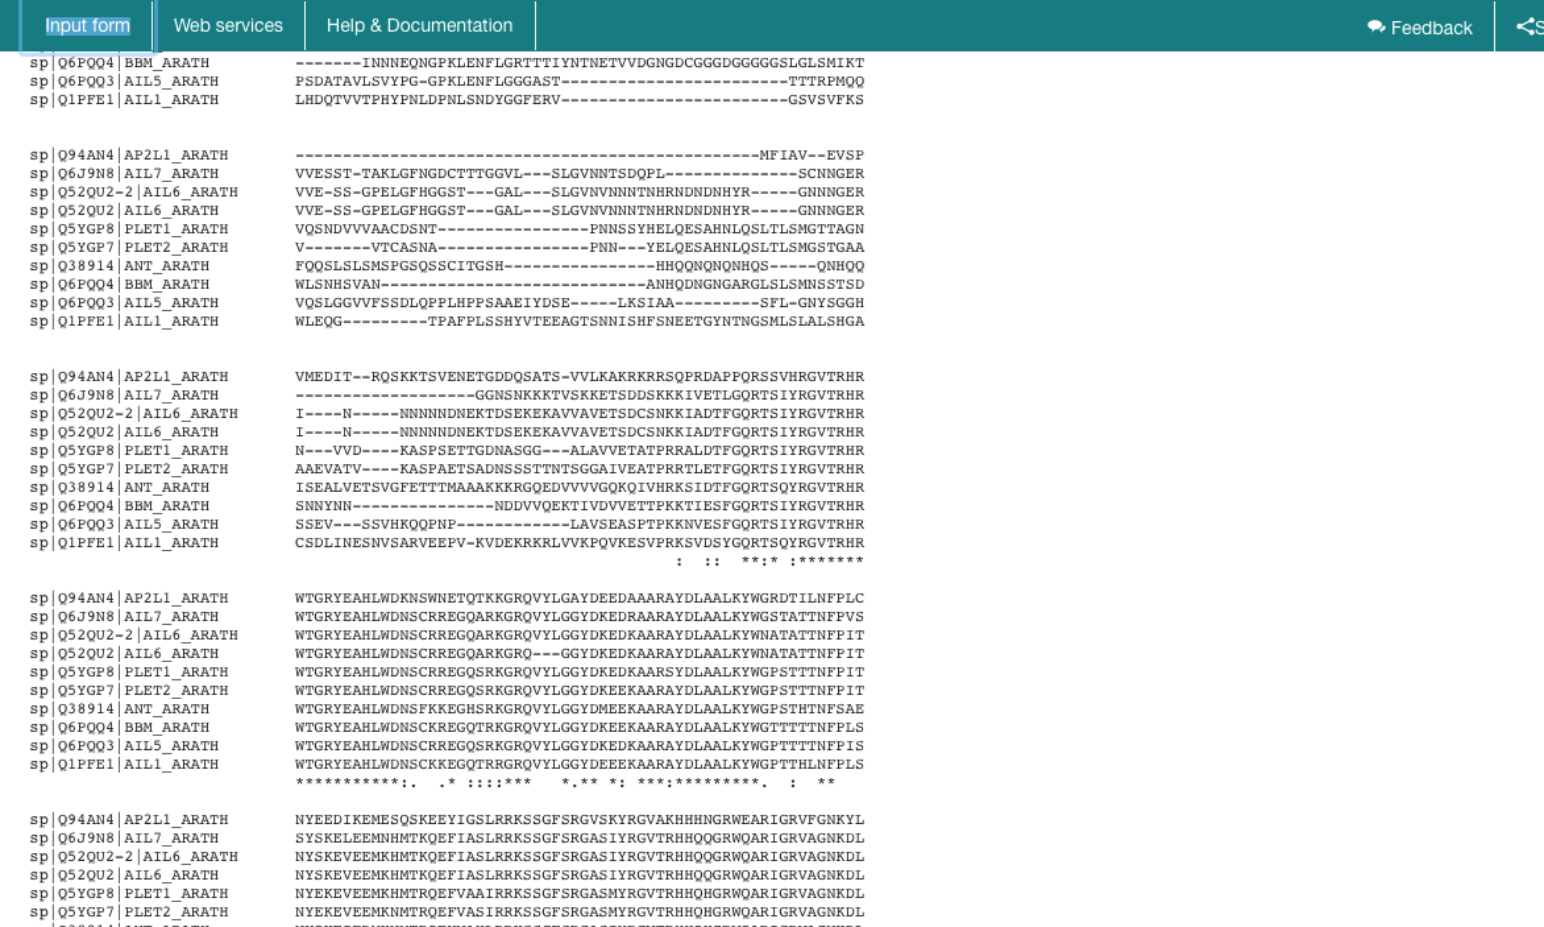 Input form Web services Help & Documentation Feedback S
sp|Q6PQQ4|BBM_ARATH -------INNNEQNGPKLENFLGRTTTIYNTNETVVDGNGDCGGGDGGGGGSLGLSMIKT
sp|Q6PQQ3|AIL5_ARATH PSDATAVLSVYPG-GPKLENFLGGGAST------------------------TTTRPMQQ
sp|Q1PFE1|AIL1_ARATH LHDQTVVTPHYPNLDPNLSNDYGGFERV------------------------GSVSVFKS
sp|Q94AN4|AP2L1_ARATH -------------------------------------------------MFIAV--EVSP
sp|Q6J9N8|AIL7_ARATH VVESST-TAKLGFNGDCTTTGGVL---SLGVNNTSDQPL--------------SCNNGER
sp|Q52QU2-2|AIL6_ARATH VVE-SS-GPELGFHGGST---GAL---SLGVNVNNNTNHRNDNDNHYR-----GNNNGER
sp|Q52QU2|AIL6_ARATH VVE-SS-GPELGFHGGST---GAL---SLGVNVNNNTNHRNDNDNHYR-----GNNNGER
sp|Q5YGP8|PLET1_ARATH VQSNDVVVAACDSNT----------------PNNSSYHELQESAHNLQSLTLSMGTTAGN
sp|Q5YGP7|PLET2_ARATH V-------VTCASNA----------------PNN---YELQESAHNLQSLTLSMGSTGAA
sp|Q38914|ANT_ARATH FQQSLSLSMSPGSQSSCITGSH----------------HHQQNQNQNHQS-----QNHQQ
sp|Q6PQQ4|BBM_ARATH WLSNHSVAN----------------------------ANHQDNGNGARGLSLSMNSSTSD
sp|Q6PQQ3|AIL5_ARATH VQSLGGVVFSSDLQPPLHPPSAAEIYDSE-----LKSIAA---------SFL-GNYSGGH
sp|Q1PFE1|AIL1_ARATH WLEQG---------TPAFPLSSHYVTEEAGTSNNISHFSNEETGYNTNGSMLSLALSHGA
sp|Q94AN4|AP2L1_ARATH VMEDIT--RQSKKTSVENETGDDQSATS-VVLKAKRKRRSQPRDAPPQRSSVHRGVTRHR
sp|Q6J9N8|AIL7_ARATH -------------------GGNSNKKKTVSKKETSDDSKKKIVETLGQRTSIYRGVTRHR
sp|Q52QU2-2|AIL6_ARATH I----N-----NNNNNDNEKTDSEKEKAVVAVETSDCSNKKIADTFGQRTSIYRGVTRHR
sp|Q52QU2|AIL6_ARATH I----N-----NNNNNDNEKTDSEKEKAVVAVETSDCSNKKIADTFGQRTSIYRGVTRHR
sp|Q5YGP8|PLET1_ARATH N---VVD----KASPSETTGDNASGG---ALAVVETATPRRALDTFGQRTSIYRGVTRHR
sp|Q5YGP7|PLET2_ARATH AAEVATV----KASPAETSADNSSSTTNTSGGAIVEATPRRTLETFGQRTSIYRGVTRHR
sp|Q38914|ANT_ARATH ISEALVETSVGFETTTMAAAKKKRGQEDVVVVGQKQIVHRKSIDTFGQRTSQYRGVTRHR
sp|Q6PQQ4|BBM_ARATH SNNYNN---------------NDDVVQEKTIVDVVETTPKKTIESFGQRTSIYRGVTRHR
sp|Q6PQQ3|AIL5_ARATH SSEV---SSVHKQQPNP------------LAVSEASPTPKKNVESFGQRTSIYRGVTRHR
sp|Q1PFE1|AIL1_ARATH CSDLINESNVSARVEEPV-KVDEKRKRLVVKPQVKESVPRKSVDSYGQRTSQYRGVTRHR
: :: **:* :*******
sp|Q94AN4|AP2L1_ARATH WTGRYEAHLWDKNSWNETQTKKGRQVYLGAYDEEDAAARAYDLAALKYWGRDTILNFPLC
sp|Q6J9N8|AIL7_ARATH WTGRYEAHLWDNSCRREGQARKGRQVYLGGYDKEDRAARAYDLAALKYWGSTATTNFPVS
sp|Q52QU2-2|AIL6_ARATH WTGRYEAHLWDNSCRREGQARKGRQVYLGGYDKEDKAARAYDLAALKYWNATATTNFPIT
sp|Q52QU2|AIL6_ARATH WTGRYEAHLWDNSCRREGQARKGRQ---GGYDKEDKAARAYDLAALKYWNATATTNFPIT
sp|Q5YGP8|PLET1_ARATH WTGRYEAHLWDNSCRREGQSRKGRQVYLGGYDKEDKAARSYDLAALKYWGPSTTTNFPIT
sp|Q5YGP7|PLET2_ARATH WTGRYEAHLWDNSCRREGQSRKGRQVYLGGYDKEEKAARAYDLAALKYWGPSTTTNFPIT
sp|Q38914|ANT_ARATH WTGRYEAHLWDNSFKKEGHSRKGRQVYLGGYDMEEKAARAYDLAALKYWGPSTHTNFSAE
sp|Q6PQQ4|BBM_ARATH WTGRYEAHLWDNSCKREGQTRKGRQVYLGGYDKEEKAARAYDLAALKYWGTTTTTNFPLS
sp|Q6PQQ3|AIL5_ARATH WTGRYEAHLWDNSCRREGQSRKGRQVYLGGYDKEDKAARAYDLAALKYWGPTTTTNFPIS
sp|Q1PFE1|AIL1_ARATH WTGRYEAHLWDNSCKKEGQTRRGRQVYLGGYDEEEKAARAYDLAALKYWGPTTHLNFPLS
***********:. .* ::::*** *.** *: ***:*********. : **
sp|Q94AN4|AP2L1_ARATH NYEEDIKEMESQSKEEYIGSLRRKSSGFSRGVSKYRGVAKHHHNGRWEARIGRVFGNKYL
sp|Q6J9N8|AIL7_ARATH SYSKELEEMNHMTKQEFIASLRRKSSGFSRGASIYRGVTRHHQQGRWQARIGRVAGNKDL
sp|Q52QU2-2|AIL6_ARATH NYSKEVEEMKHMTKQEFIASLRRKSSGFSRGASIYRGVTRHHQQGRWQARIGRVAGNKDL
sp|Q52QU2|AIL6_ARATH NYSKEVEEMKHMTKQEFIASLRRKSSGFSRGASIYRGVTRHHQQGRWQARIGRVAGNKDL
sp|Q5YGP8|PLET1_ARATH NYEKEVEEMKHMTRQEFVAAIRRKSSGFSRGASMYRGVTRHHQHGRWQARIGRVAGNKDL
sp|Q5YGP7|PLET2_ARATH NYEKEVEEMKNMTRQEFVASIRRKSSGFSRGASMYRGVTRHHQHGRWQARIGRVAGNKDL